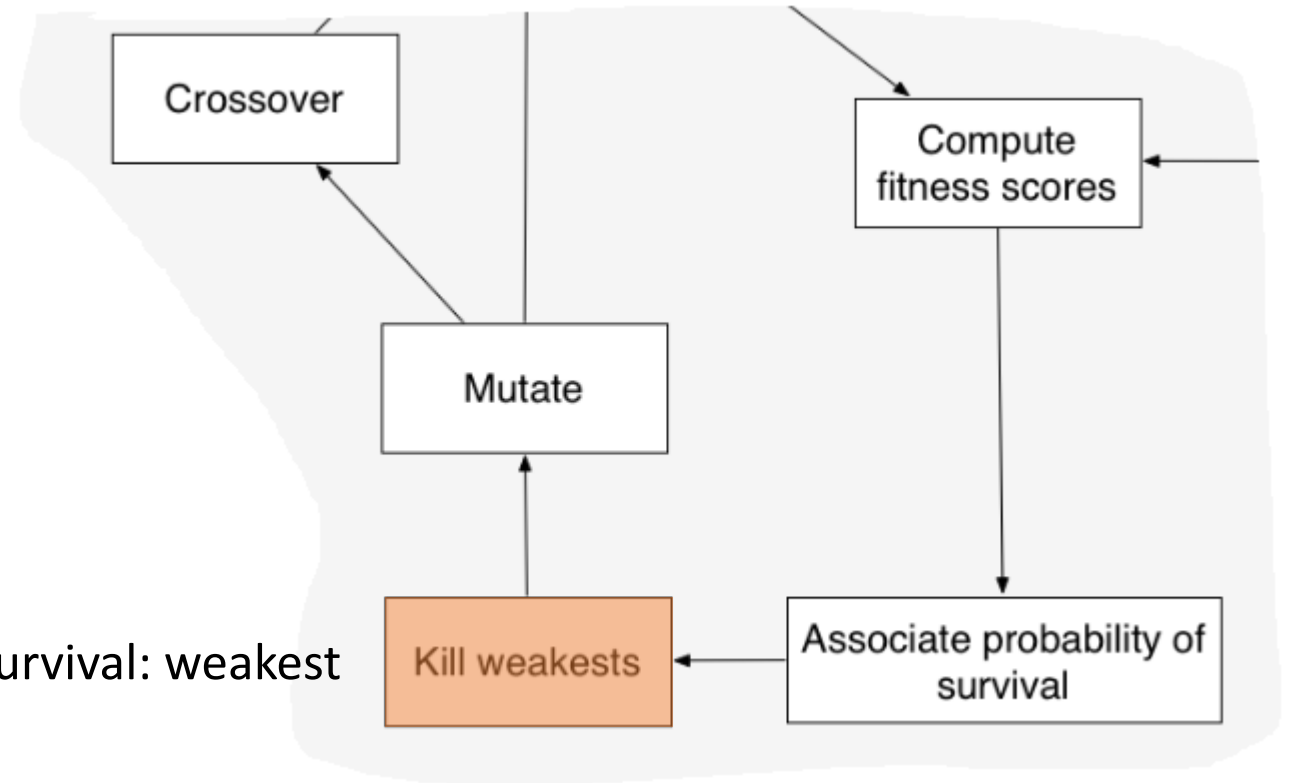 Crossover
Compute
fitness scores
Mutate
urvival: weakest
Kill weakests
Associate probability of
survival